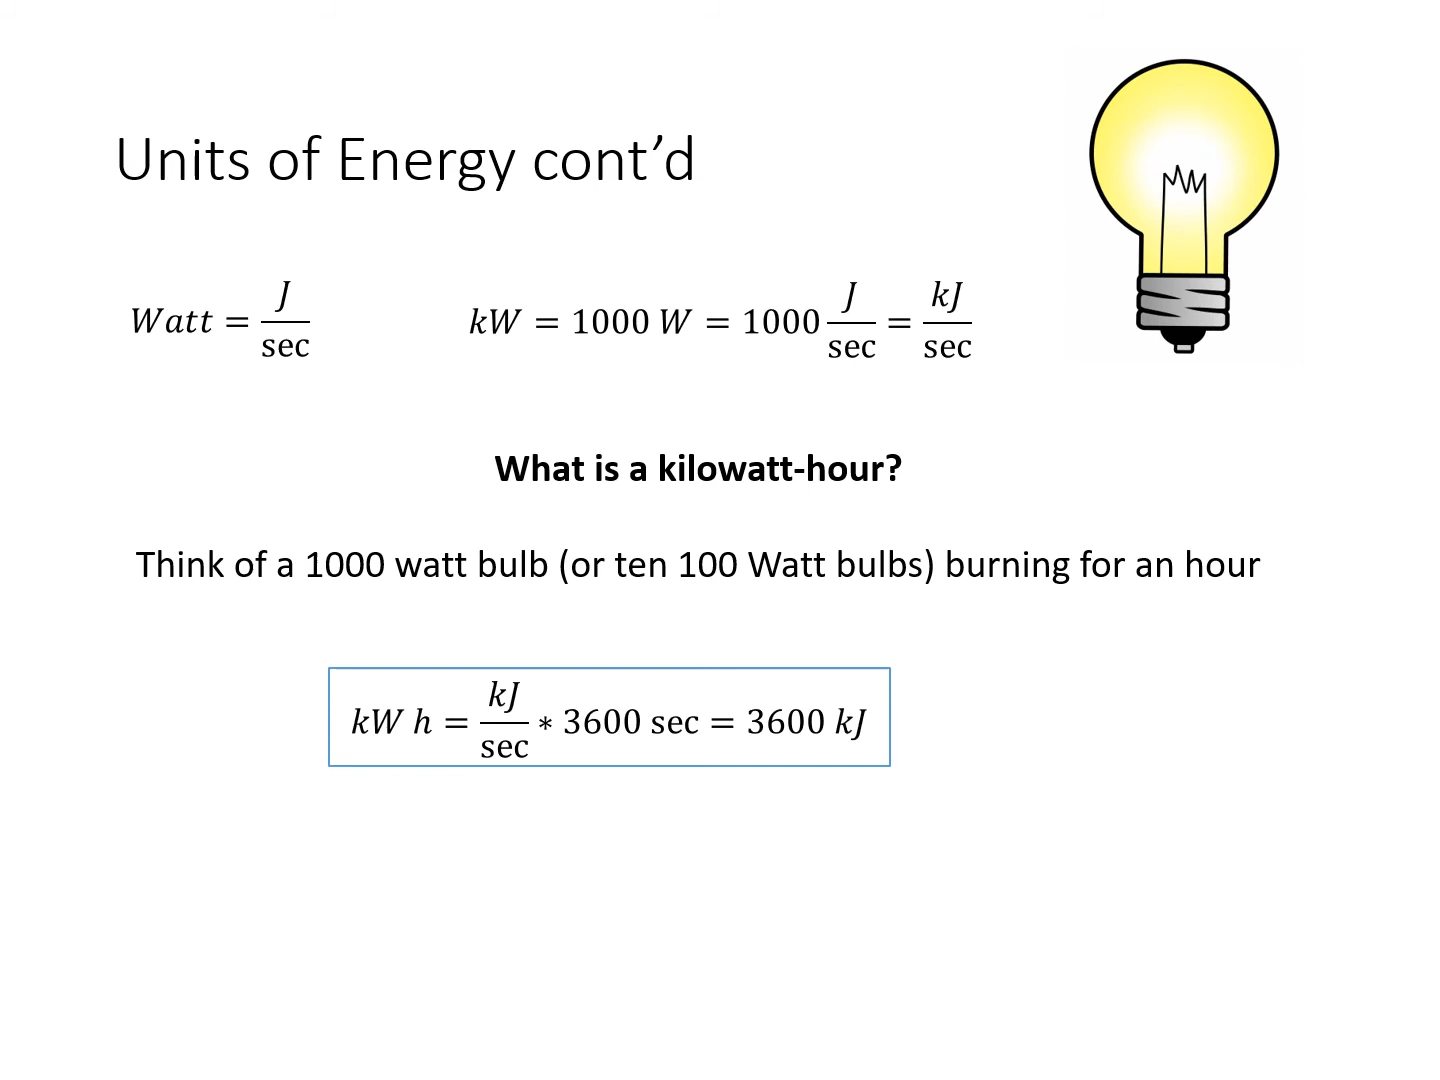 Units of Energy cont’d
Watt = J/sec
kW = 1000 W = 1000 J/sec = kJ/sec
What is a kilowatt-hour?
Think of a 1000 watt bulb (or ten 100 Watt bulbs) burning for an hour
kW h = kJ/sec ∗ 3600 sec = 3600 kJ